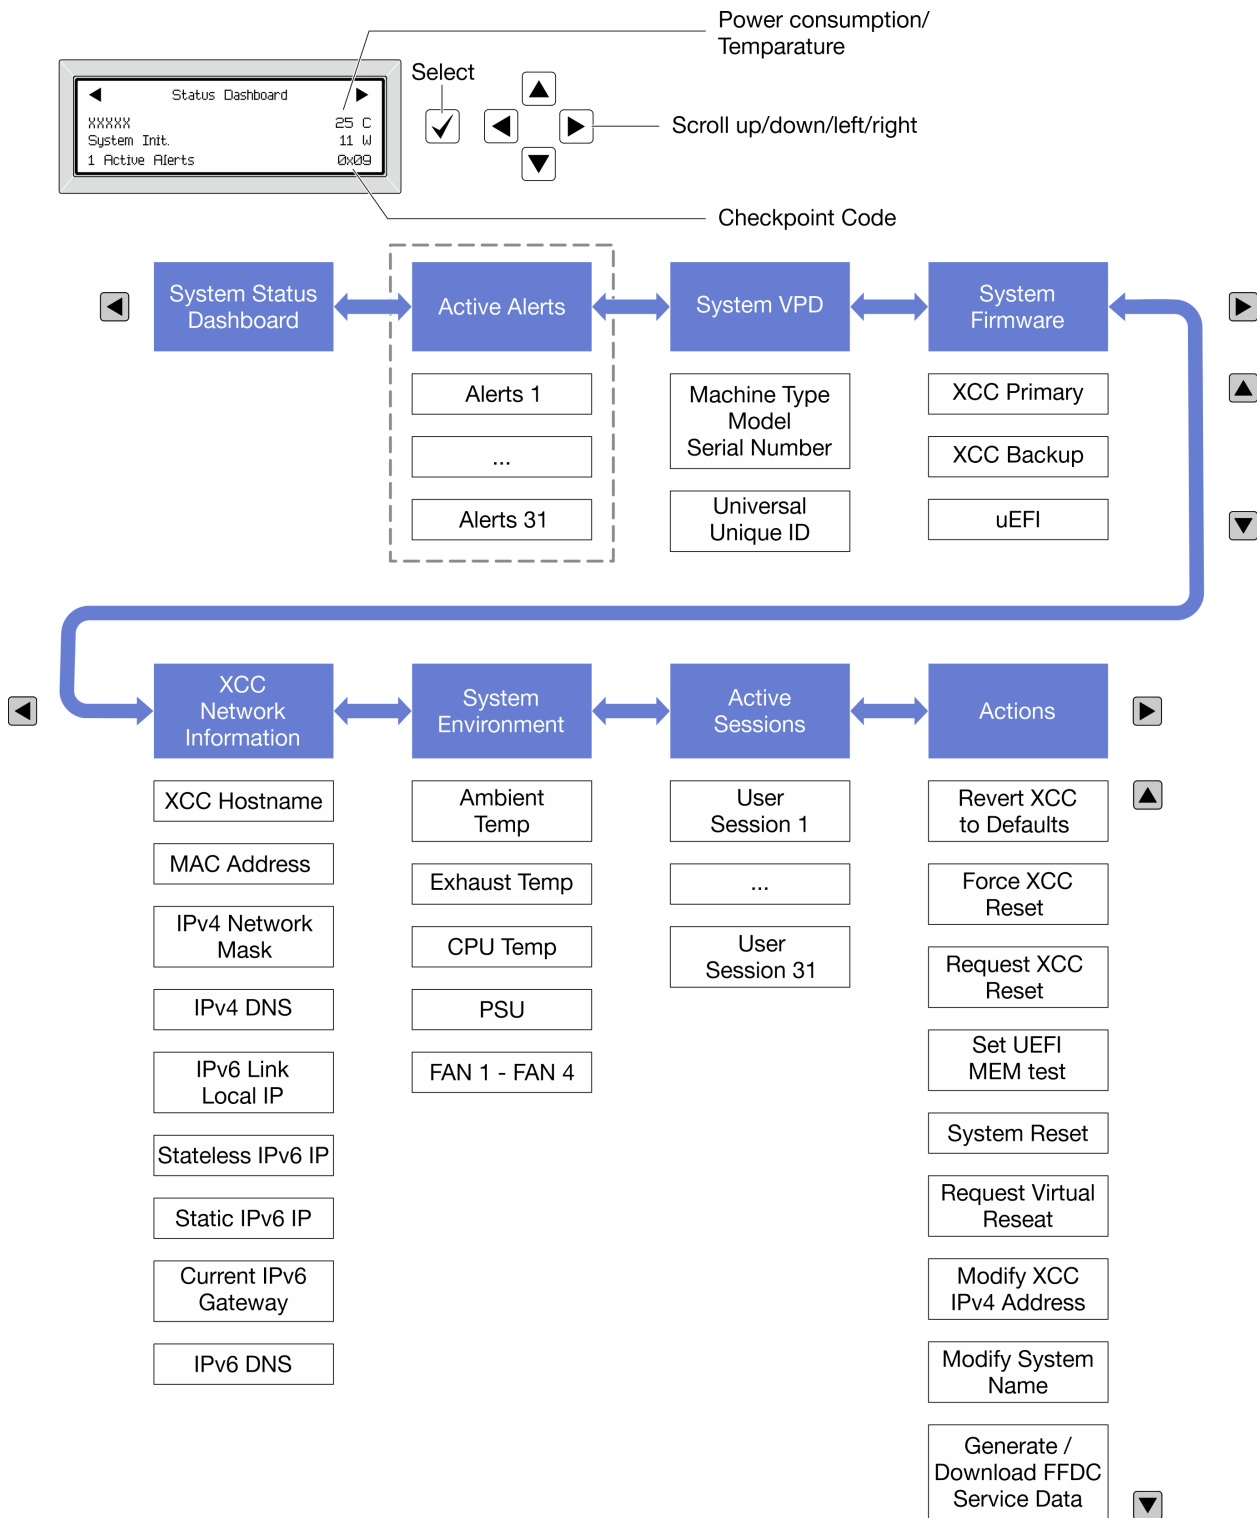 Power consumption/
Temparature
Select
Status Dashboard
XXXXX 25 C
System Init. 11 W
1 Active Alerts 0x09
Scroll up/down/left/right
Checkpoint Code
System Status
Dashboard
Active Alerts
System VPD
System
Firmware
Alerts 1
...
Alerts 31
Machine Type
Model
Serial Number
Universal
Unique ID
XCC Primary
XCC Backup
uEFI
XCC
Network
Information
System
Environment
Active
Sessions
Actions
XCC Hostname
MAC Address
IPv4 Network
Mask
IPv4 DNS
IPv6 Link
Local IP
Stateless IPv6 IP
Static IPv6 IP
Current IPv6
Gateway
IPv6 DNS
Ambient
Temp
Exhaust Temp
CPU Temp
PSU
FAN 1 - FAN 4
User
Session 1
...
User
Session 31
Revert XCC
to Defaults
Force XCC
Reset
Request XCC
Reset
Set UEFI
MEM test
System Reset
Request Virtual
Reseat
Modify XCC
IPv4 Address
Modify System
Name
Generate /
Download FFDC
Service Data